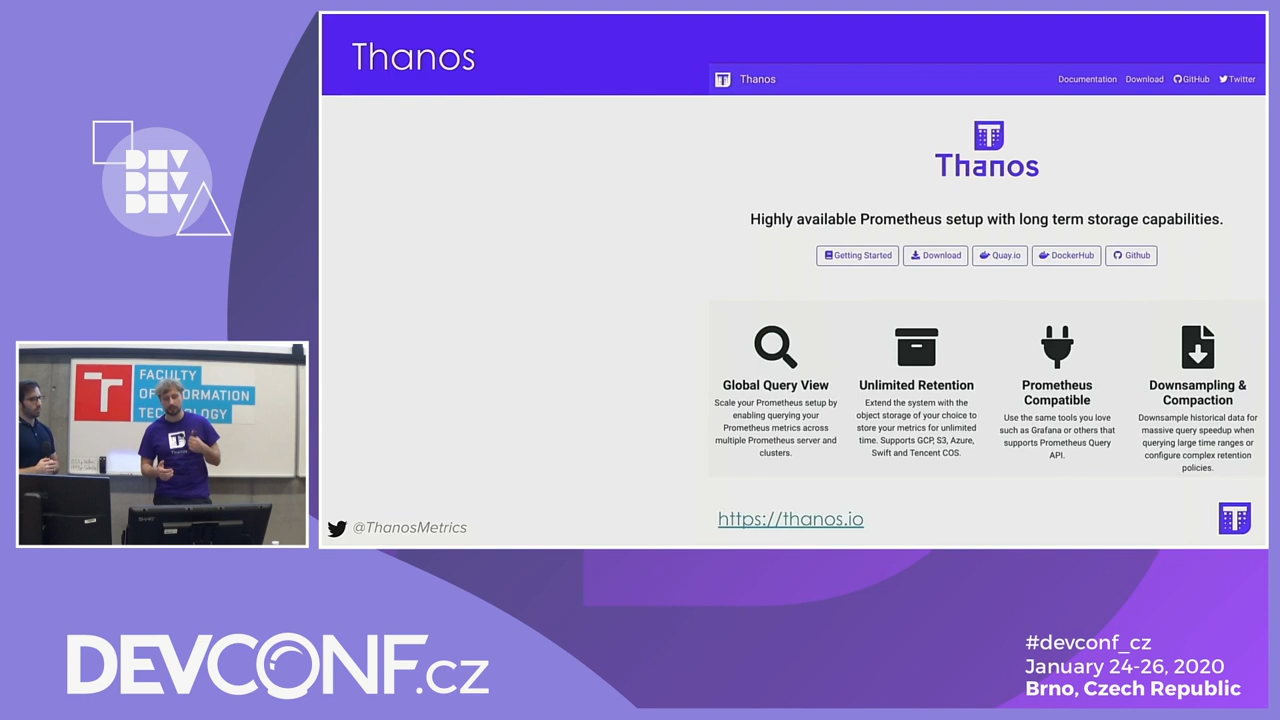 Thanos
Thanos
Documentation Download GitHub Twitter
Thanos
Highly available Prometheus setup with long term storage capabilities.
Getting Started Download Quay.io DockerHub Github
Global Query View
Scale your Prometheus setup by
enabling querying your
Prometheus metrics across
multiple Prometheus server and
clusters.
Unlimited Retention
Extend the system with the
object storage of your choice to
store your metrics for unlimited
time. Supports GCP, S3, Azure,
Swift and Tencent COS.
Prometheus
Compatible
Use the same tools you love
such as Grafana or others that
supports Prometheus Query
API.
Downsampling &
Compaction
Downsample historical data for
massive query speedup when
querying large time ranges or
configure complex retention
policies.
@ThanosMetrics
https://thanos.io
DEV
DEV
DEV
FACULTY
OF INFORMATION
TECHNOLOGY
Thanos
DEVCONF.cz
#devconf_cz
January 24-26, 2020
Brno, Czech Republic